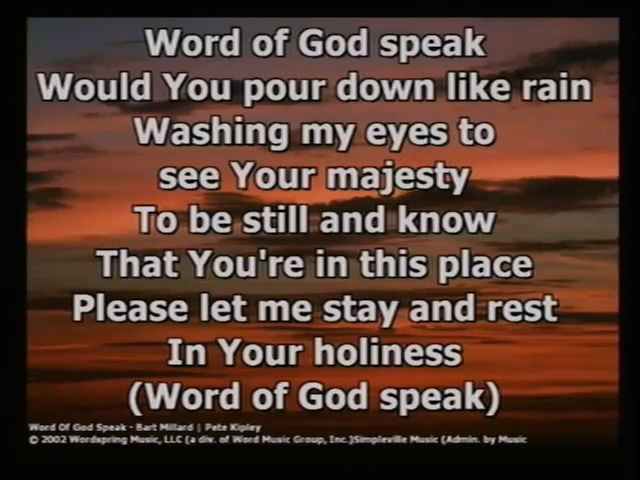 Word of God speak
Would You pour down like rain
Washing my eyes to
see Your majesty
To be still and know
That You're in this place
Please let me stay and rest
In Your holiness
(Word of God speak)
Word Of God Speak - Bart Millard | Pete Kipley
© 2002 Wordspring Music, LLC (a div. of Word Music Group, Inc.)Simpleville Music (Admin. by Music